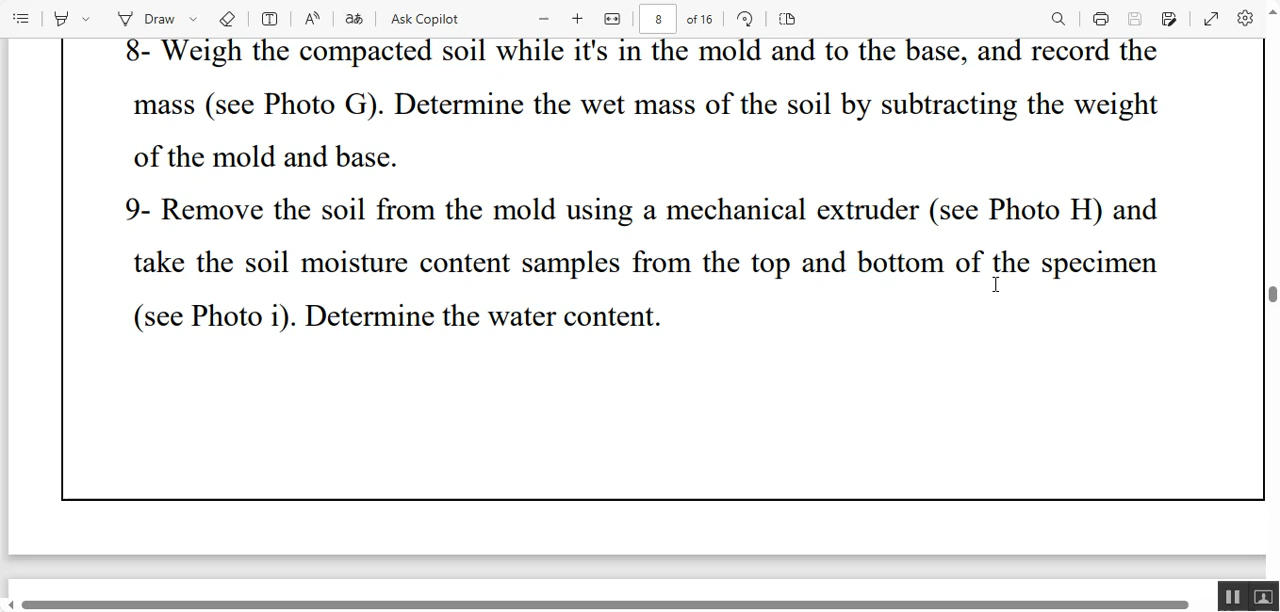 Draw
Ask Copilot
8 of 16
8- Weigh the compacted soil while it's in the mold and to the base, and record the
mass (see Photo G). Determine the wet mass of the soil by subtracting the weight
of the mold and base.
9- Remove the soil from the mold using a mechanical extruder (see Photo H) and
take the soil moisture content samples from the top and bottom of the specimen
(see Photo i). Determine the water content.